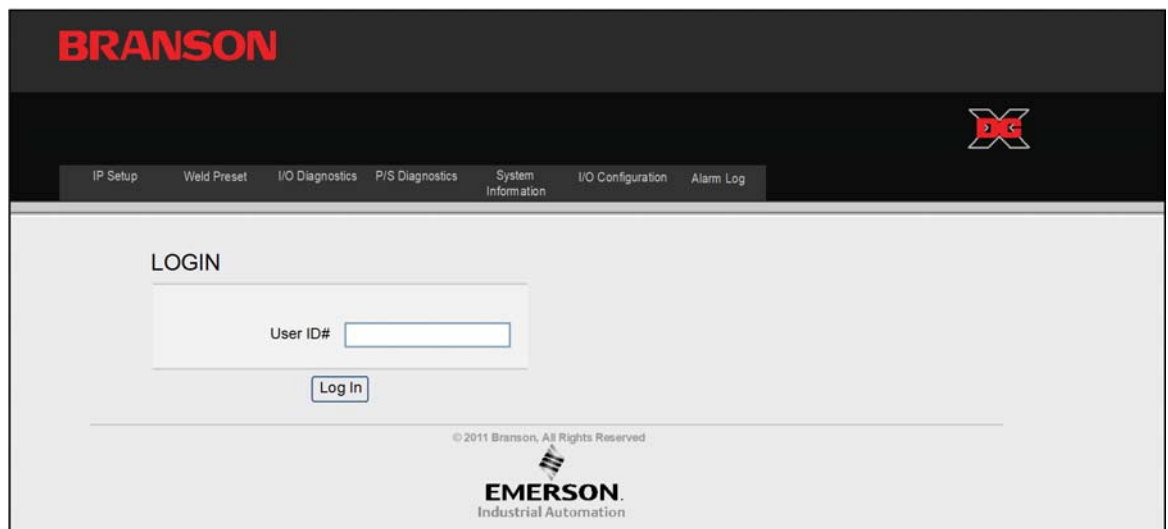 BRANSON
DG
IP Setup
Weld Preset
I/O Diagnostics
P/S Diagnostics
System
Information
I/O Configuration
Alarm Log
LOGIN
User ID#
Log In
© 2011 Branson, All Rights Reserved
EMERSON.
Industrial Automation